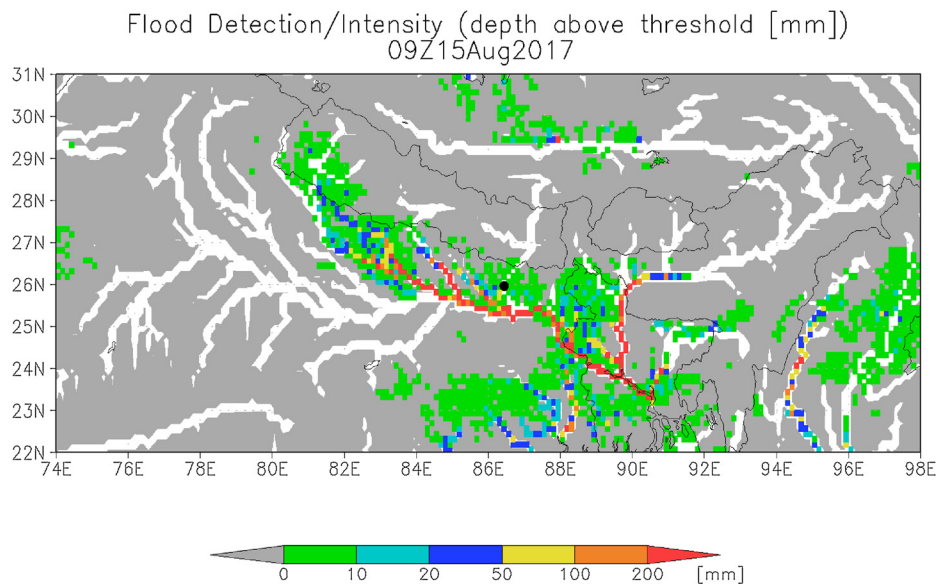 Flood Detection/Intensity (depth above threshold [mm])
09Z15Aug2017
31N
30N
29N
28N
27N
26N
25N
24N
23N
22N
74E 76E 78E 80E 82E 84E 86E 88E 90E 92E 94E 96E 98E
0 10 20 50 100 200 [mm]